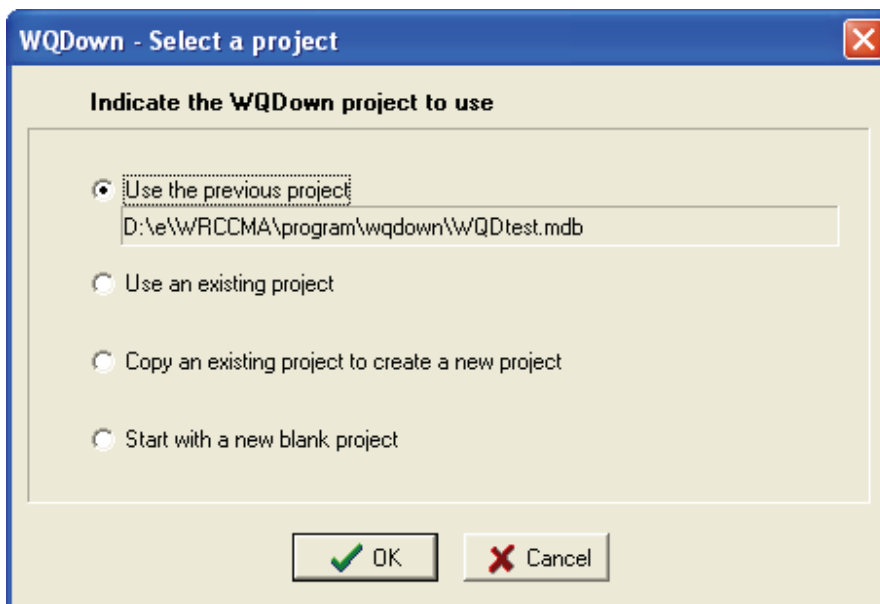 WQDown - Select a project
Indicate the WQDown project to use
Use the previous project
D:\e\WRCCMA\program\wqdown\WQDtest.mdb
Use an existing project
Copy an existing project to create a new project
Start with a new blank project
OK Cancel